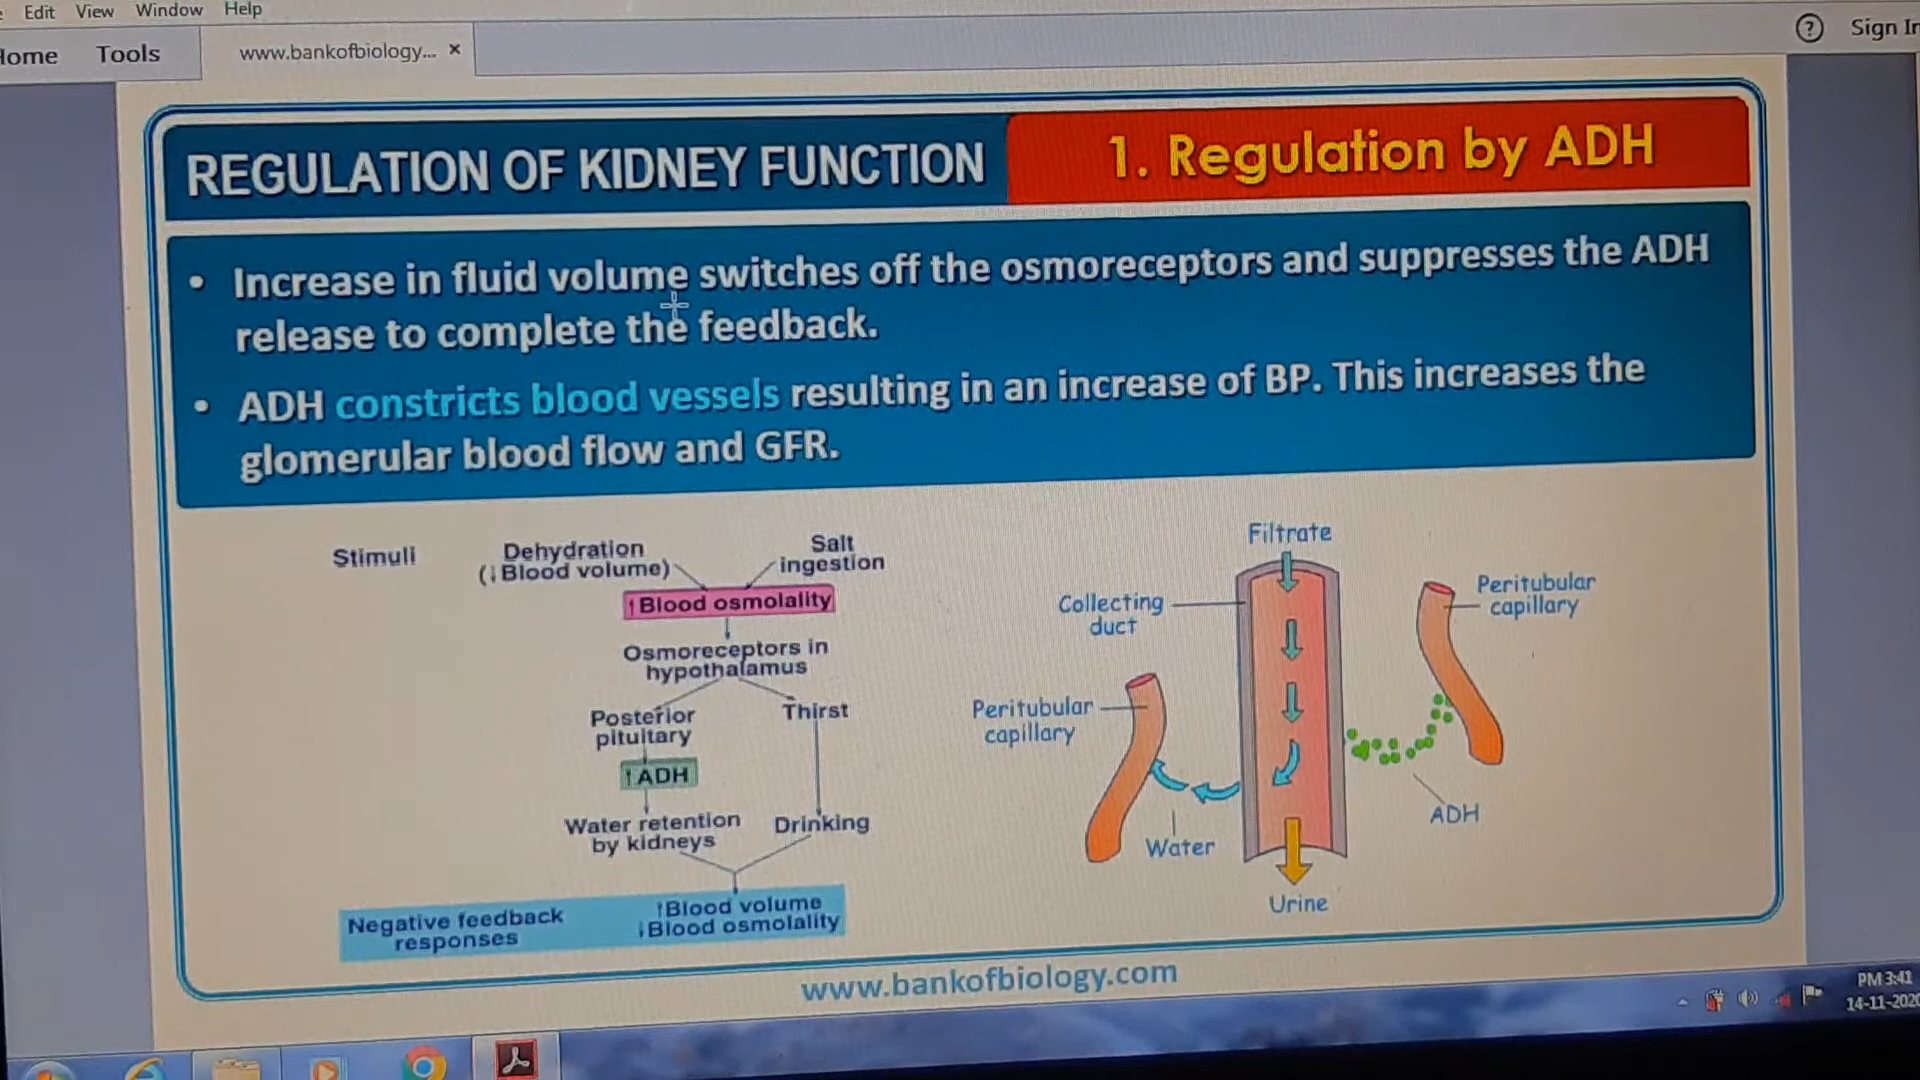 Edit View Window Help
Home Tools www.bankofbiology... × ? Sign In
REGULATION OF KIDNEY FUNCTION
1. Regulation by ADH
• Increase in fluid volume switches off the osmoreceptors and suppresses the ADH
release to complete the feedback.
• ADH constricts blood vessels resulting in an increase of BP. This increases the
glomerular blood flow and GFR.
Stimuli
Dehydration
(↓Blood volume)
Salt
ingestion
↑Blood osmolality
Osmoreceptors in
hypothalamus
Posterior
pituitary
Thirst
↑ADH
Water retention
by kidneys
Drinking
Negative feedback
responses
↑Blood volume
↓Blood osmolality
Filtrate
Collecting
duct
Peritubular
capillary
Peritubular
capillary
Water
ADH
Urine
www.bankofbiology.com
PM 3:41
14-11-2020